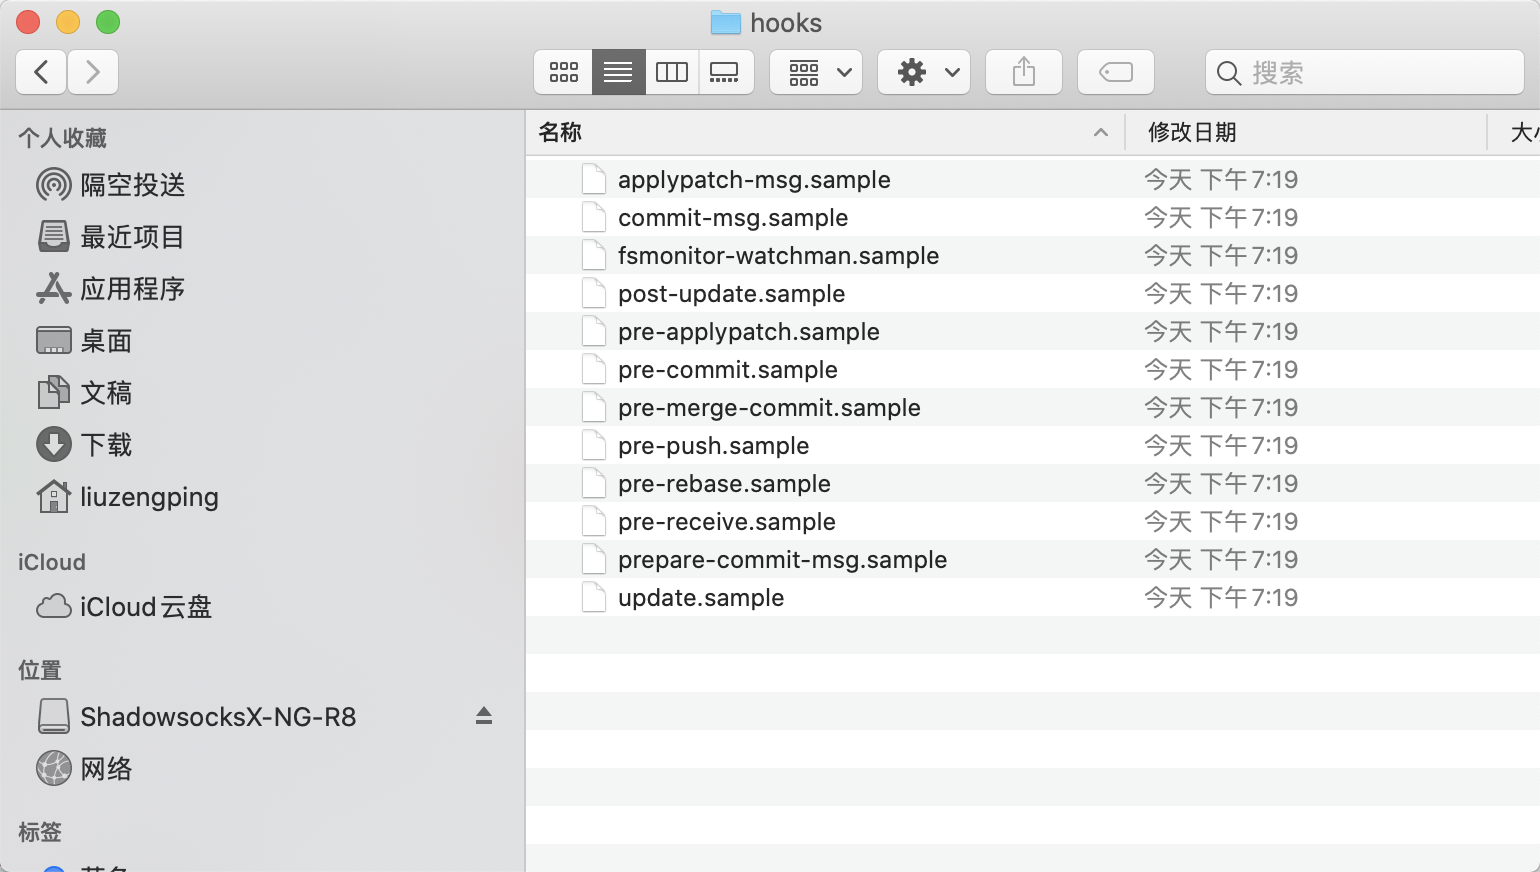 hooks
搜索
个人收藏
隔空投送
最近项目
应用程序
桌面
文稿
下载
liuzengping
iCloud
iCloud云盘
位置
ShadowsocksX-NG-R8
网络
标签
名称 修改日期
applypatch-msg.sample 今天 下午7:19
commit-msg.sample 今天 下午7:19
fsmonitor-watchman.sample 今天 下午7:19
post-update.sample 今天 下午7:19
pre-applypatch.sample 今天 下午7:19
pre-commit.sample 今天 下午7:19
pre-merge-commit.sample 今天 下午7:19
pre-push.sample 今天 下午7:19
pre-rebase.sample 今天 下午7:19
pre-receive.sample 今天 下午7:19
prepare-commit-msg.sample 今天 下午7:19
update.sample 今天 下午7:19